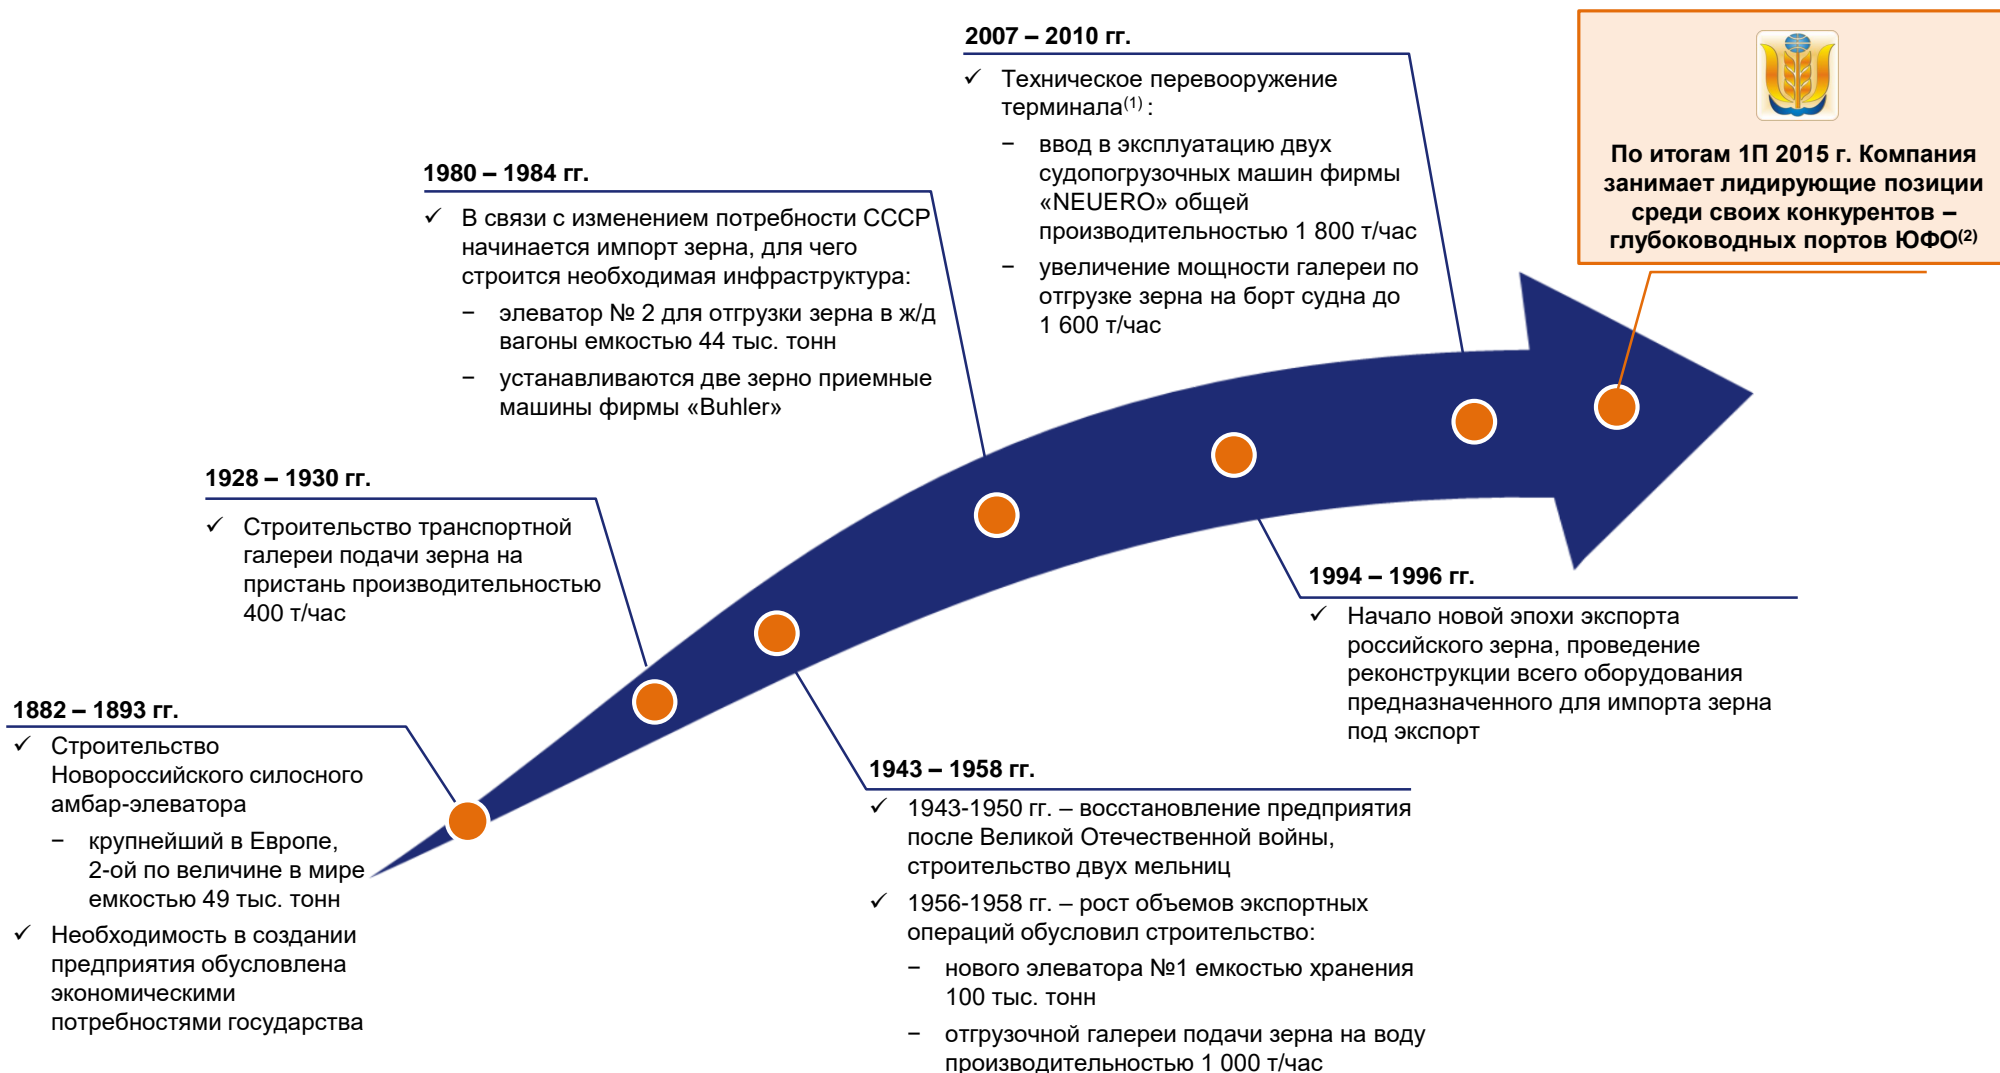 2007 – 2010 гг.
✓ Техническое перевооружение
терминала(1) :
− ввод в эксплуатацию двух
судопогрузочных машин фирмы
«NEUERO» общей
производительностью 1 800 т/час
− увеличение мощности галереи по
отгрузке зерна на борт судна до
1 600 т/час
По итогам 1П 2015 г. Компания
занимает лидирующие позиции
среди своих конкурентов –
глубоководных портов ЮФО(2)
1980 – 1984 гг.
✓ В связи с изменением потребности СССР
начинается импорт зерна, для чего
строится необходимая инфраструктура:
− элеватор № 2 для отгрузки зерна в ж/д
вагоны емкостью 44 тыс. тонн
− устанавливаются две зерно приемные
машины фирмы «Buhler»
1928 – 1930 гг.
✓ Строительство транспортной
галереи подачи зерна на
пристань производительностью
400 т/час
1994 – 1996 гг.
✓ Начало новой эпохи экспорта
российского зерна, проведение
реконструкции всего оборудования
предназначенного для импорта зерна
под экспорт
1882 – 1893 гг.
✓ Строительство
Новороссийского силосного
амбар-элеватора
− крупнейший в Европе,
2-ой по величине в мире
емкостью 49 тыс. тонн
✓ Необходимость в создании
предприятия обусловлена
экономическими
потребностями государства
1943 – 1958 гг.
✓ 1943-1950 гг. – восстановление предприятия
после Великой Отечественной войны,
строительство двух мельниц
✓ 1956-1958 гг. – рост объемов экспортных
операций обусловил строительство:
− нового элеватора №1 емкостью хранения
100 тыс. тонн
− отгрузочной галереи подачи зерна на воду
производительностью 1 000 т/час